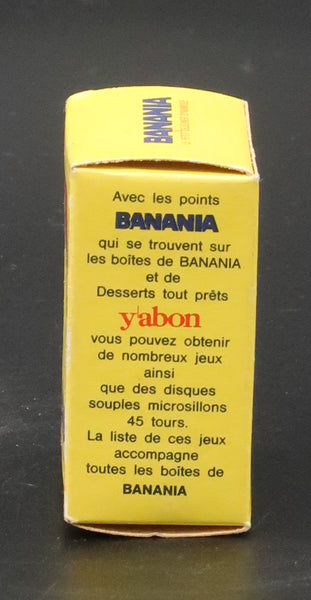 BANANIA
Avec les points
BANANIA
qui se trouvent sur
les boîtes de BANANIA
et de
Desserts tout prêts
y'abon
vous pouvez obtenir
de nombreux jeux
ainsi
que des disques
souples microsillons
45 tours.
La liste de ces jeux
accompagne
toutes les boîtes de
BANANIA